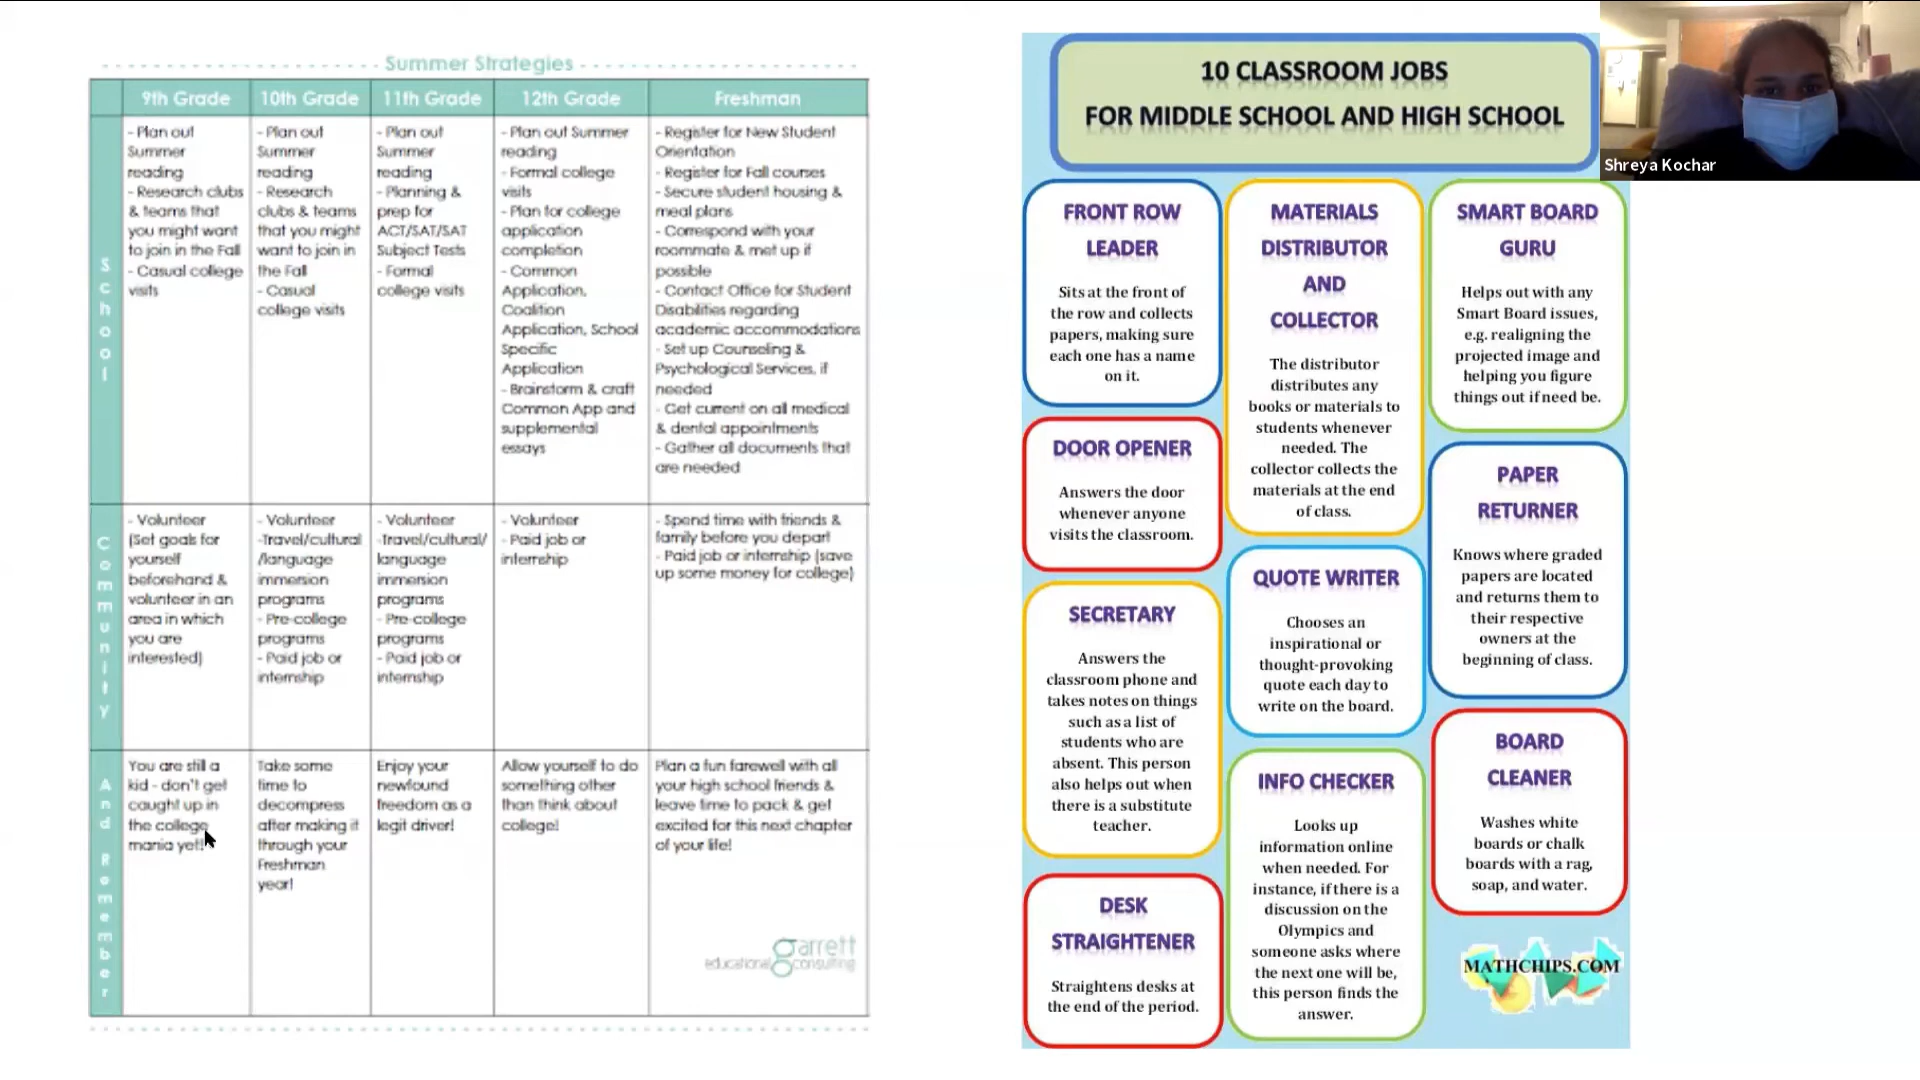 Summer Strategies
9th Grade
10th Grade
11th Grade
12th Grade
Freshman
School
- Plan out
Summer
reading
- Research clubs
& teams that
you might want
to join in the Fall
- Casual college
visits
- Plan out
Summer
reading
- Research
clubs & teams
that you might
want to join in
the Fall
- Casual
college visits
- Plan out
Summer
reading
- Planning &
prep for
ACT/SAT/SAT
Subject Tests
- Formal
college visits
- Plan out Summer
reading
- Formal college
visits
- Plan for college
application
completion
- Common
Application,
Coalition
Application, School
Specific
Application
- Brainstorm & craft
Common App and
supplemental
essays
- Register for New Student
Orientation
- Register for Fall courses
- Secure student housing &
meal plans
- Correspond with your
roommate & met up if
possible
- Contact Office for Student
Disabilities regarding
academic accommodations
- Set up Counseling &
Psychological Services, if
needed
- Get current on all medical
& dental appointments
- Gather all documents that
are needed
Community
- Volunteer
(Set goals for
yourself
beforehand &
volunteer in an
area in which
you are
interested)
- Volunteer
-Travel/cultural
/language
immersion
programs
- Pre-college
programs
- Paid job or
internship
- Volunteer
-Travel/cultural/
language
immersion
programs
- Pre-college
programs
- Paid job or
internship
- Volunteer
- Paid job or
internship
- Spend time with friends &
family before you depart
- Paid job or internship (save
up some money for college)
And Remember
You are still a
kid - don't get
caught up in
the college
mania yet!
Take some
time to
decompress
after making it
through your
Freshman
year!
Enjoy your
newfound
freedom as a
legit driver!
Allow yourself to do
something other
than think about
college!
Plan a fun farewell with all
your high school friends &
leave time to pack & get
excited for this next chapter
of your life!
garrett
educational consulting
10 CLASSROOM JOBS
FOR MIDDLE SCHOOL AND HIGH SCHOOL
FRONT ROW
LEADER
Sits at the front of
the row and collects
papers, making sure
each one has a name
on it.
DOOR OPENER
Answers the door
whenever anyone
visits the classroom.
SECRETARY
Answers the
classroom phone and
takes notes on things
such as a list of
students who are
absent. This person
also helps out when
there is a substitute
teacher.
DESK
STRAIGHTENER
Straightens desks at
the end of the period.
MATERIALS
DISTRIBUTOR
AND
COLLECTOR
The distributor
distributes any
books or materials to
students whenever
needed. The
collector collects the
materials at the end
of class.
QUOTE WRITER
Chooses an
inspirational or
thought-provoking
quote each day to
write on the board.
INFO CHECKER
Looks up
information online
when needed. For
instance, if there is a
discussion on the
Olympics and
someone asks where
the next one will be,
this person finds the
answer.
SMART BOARD
GURU
Helps out with any
Smart Board issues,
e.g. realigning the
projected image and
helping you figure
things out if need be.
PAPER
RETURNER
Knows where graded
papers are located
and returns them to
their respective
owners at the
beginning of class.
BOARD
CLEANER
Washes white
boards or chalk
boards with a rag,
soap, and water.
MATHCHIPS.COM
Shreya Kochar